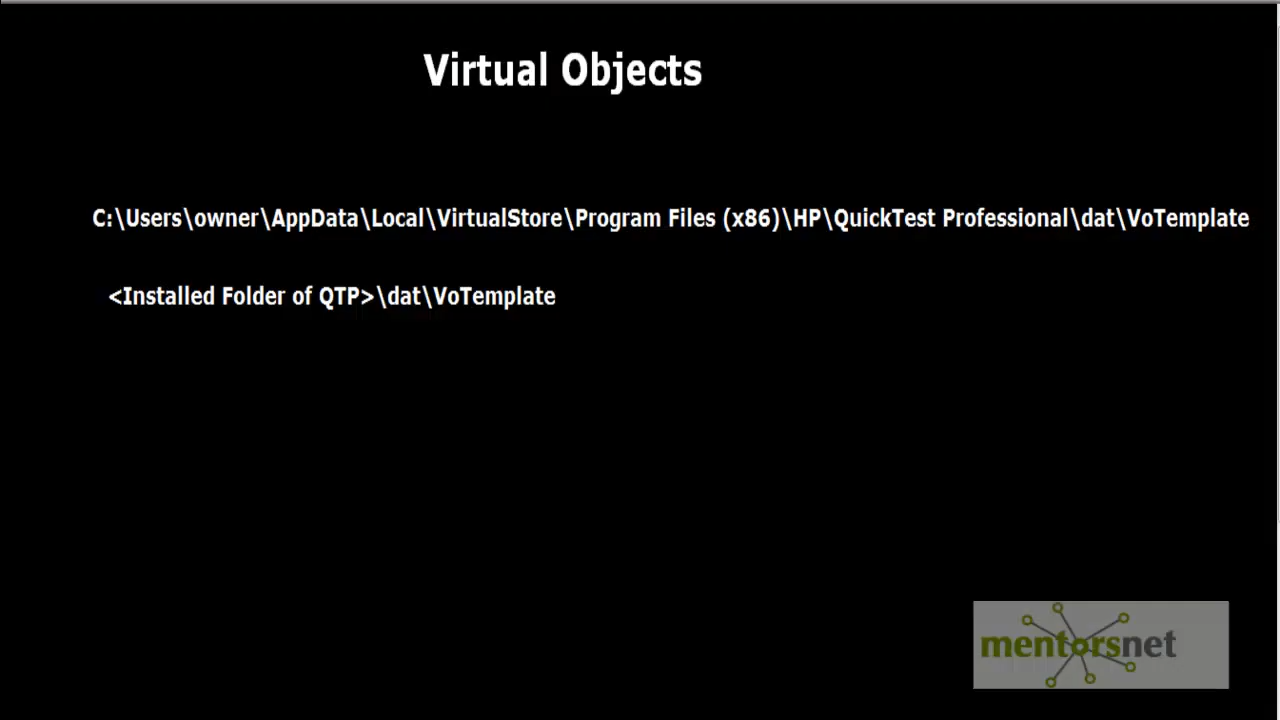 Virtual Objects
C:\Users\owner\AppData\Local\VirtualStore\Program Files (x86)\HP\QuickTest Professional\dat\VoTemplate
<Installed Folder of QTP>\dat\VoTemplate
mentorsnet